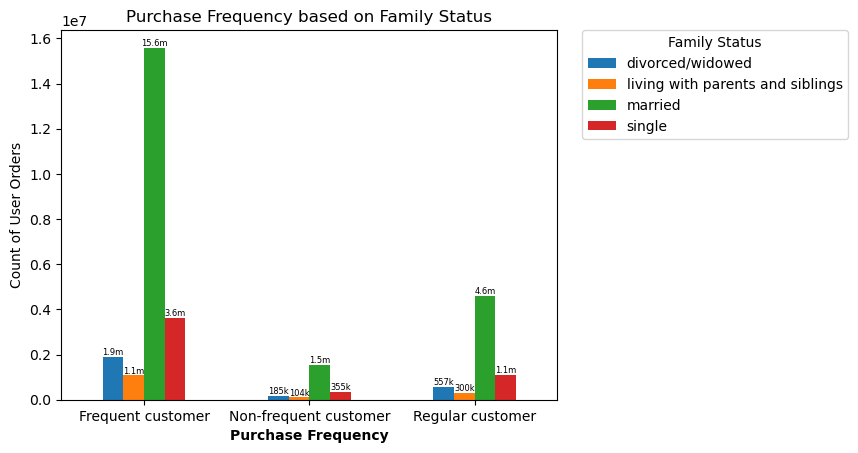 Purchase Frequency based on Family Status
1e7
1.6
1.4
1.2
1.0
0.8
0.6
0.4
0.2
0.0
Count of User Orders
1.9m
1.1m
15.6m
3.6m
185k
104k
1.5m
355k
557k
300k
4.6m
1.1m
Frequent customer
Non-frequent customer
Regular customer
Purchase Frequency
Family Status
divorced/widowed
living with parents and siblings
married
single